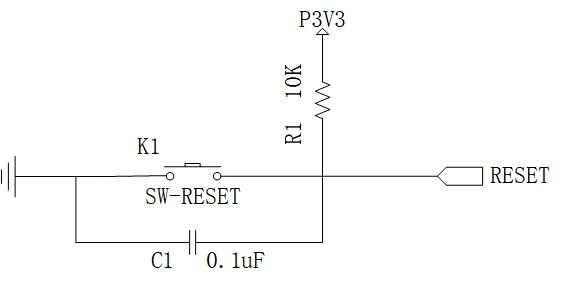 P3V3
R1 10K
K1
SW-RESET
RESET
C1 0.1uF